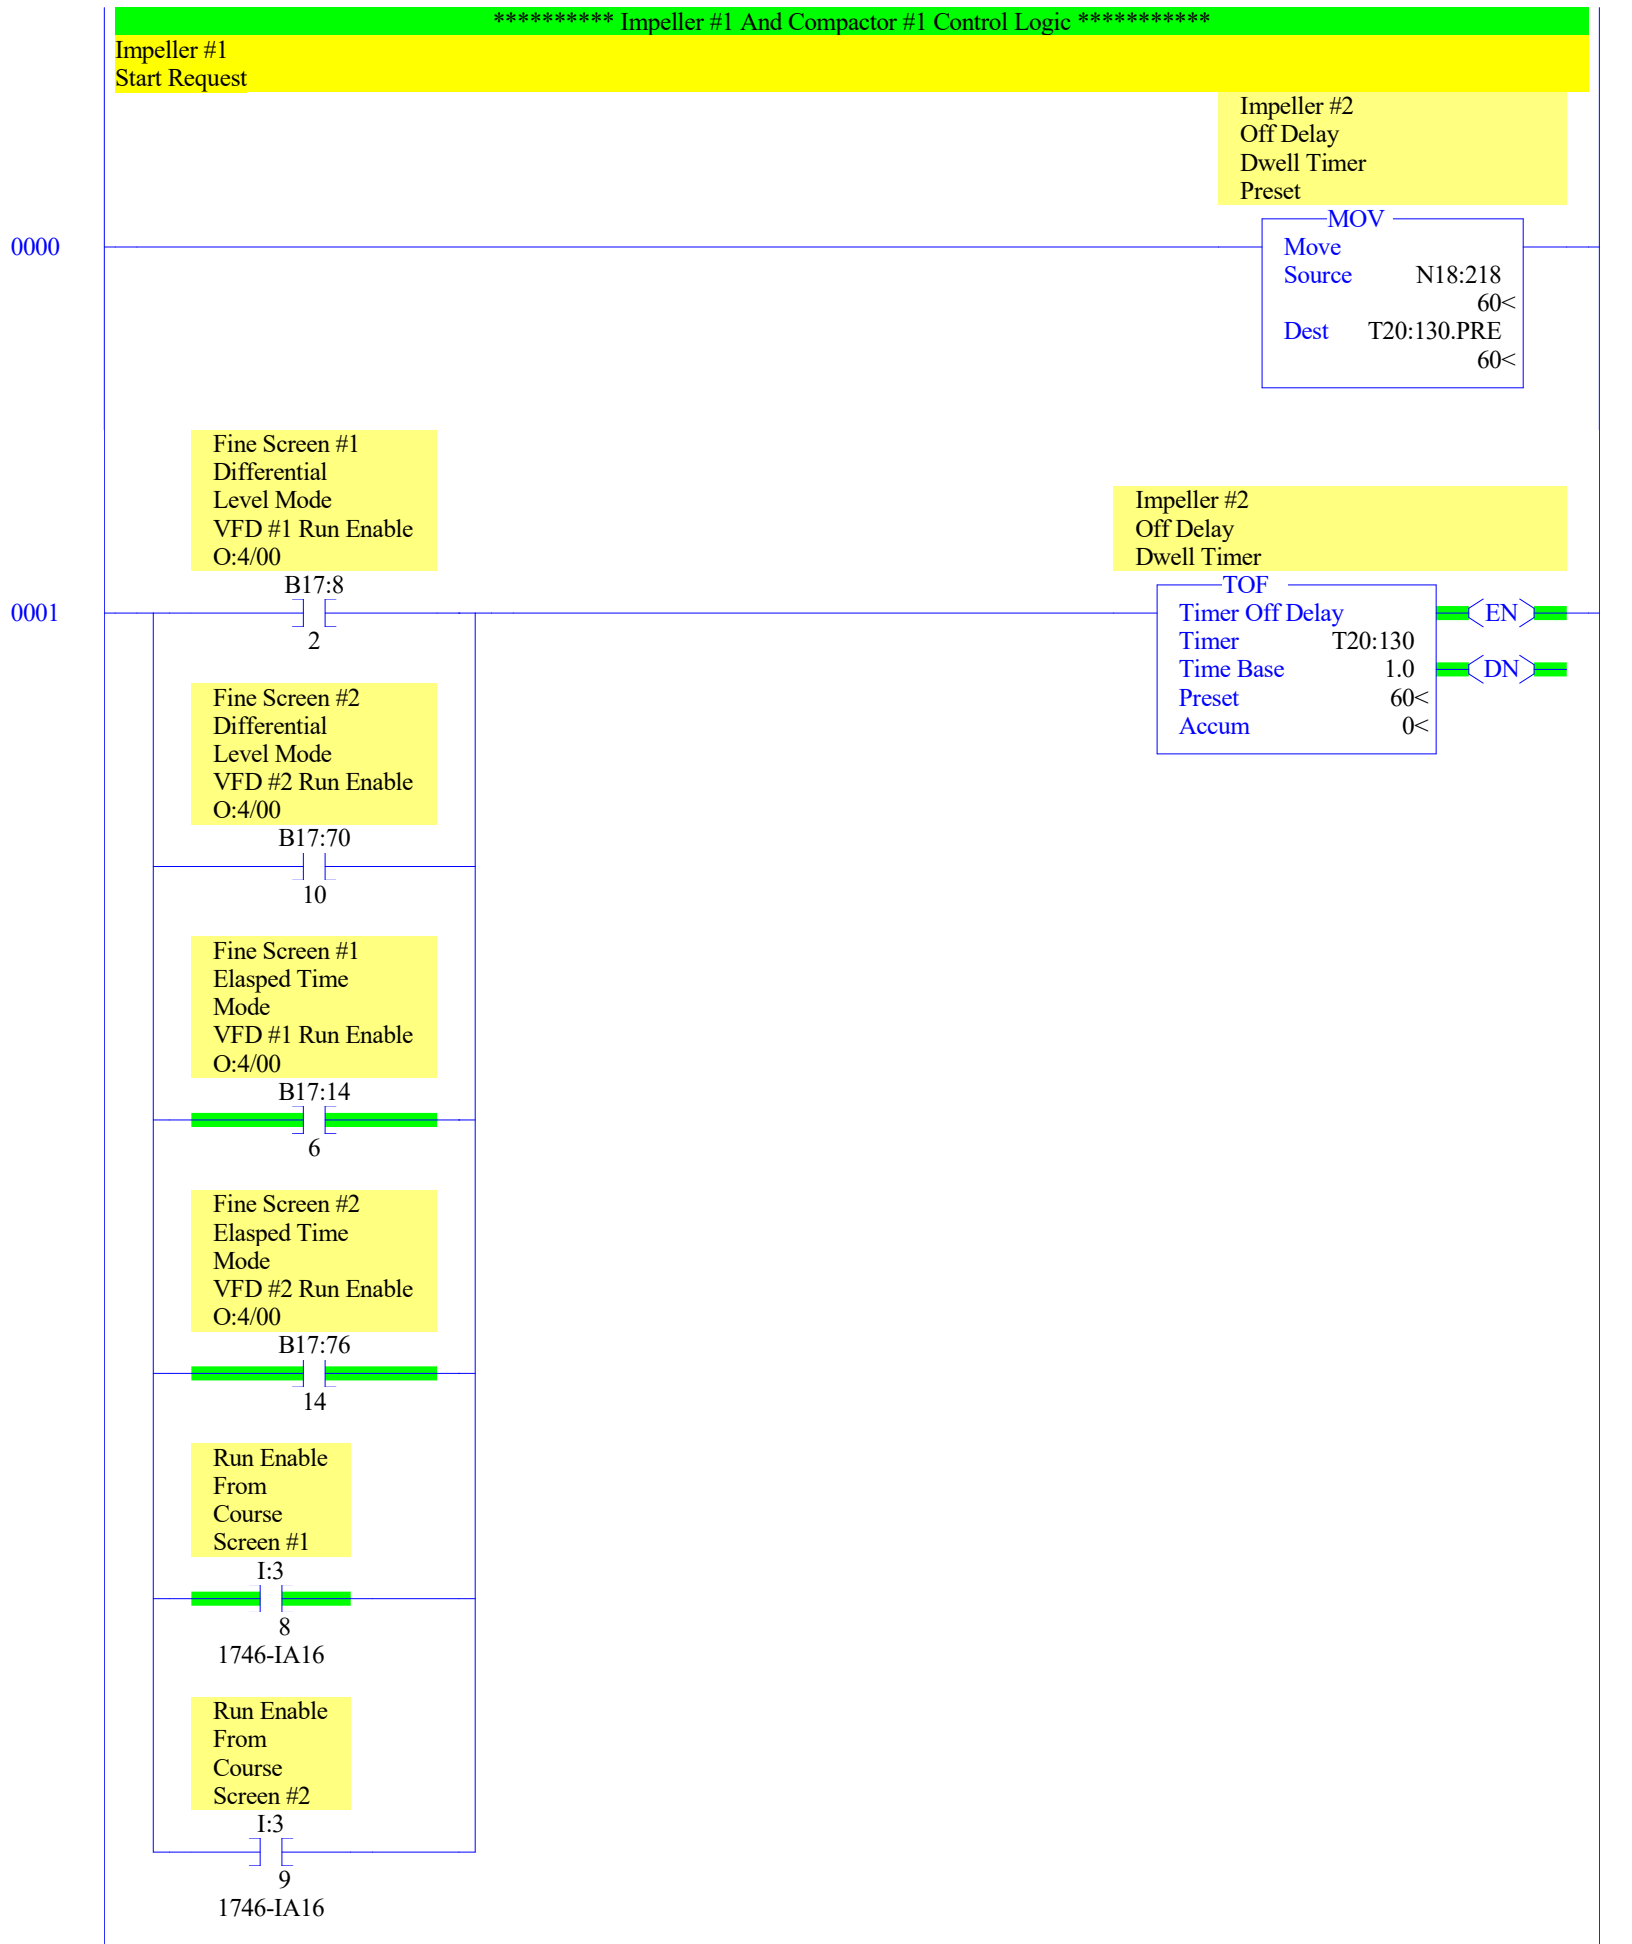 ********** Impeller #1 And Compactor #1 Control Logic ***********
Impeller #1
Start Request
Impeller #2
Off Delay
Dwell Timer
Preset
MOV
0000
Move
Source N18:218
60<
Dest T20:130.PRE
60<
Fine Screen #1
Differential
Level Mode
VFD #1 Run Enable
O:4/00
B17:8
2
Impeller #2
Off Delay
Dwell Timer
TOF
0001
Timer Off Delay
EN
Timer T20:130
Time Base 1.0
DN
Preset 60<
Accum 0<
Fine Screen #2
Differential
Level Mode
VFD #2 Run Enable
O:4/00
B17:70
10
Fine Screen #1
Elasped Time
Mode
VFD #1 Run Enable
O:4/00
B17:14
6
Fine Screen #2
Elasped Time
Mode
VFD #2 Run Enable
O:4/00
B17:76
14
Run Enable
From
Course
Screen #1
I:3
8
1746-IA16
Run Enable
From
Course
Screen #2
I:3
9
1746-IA16